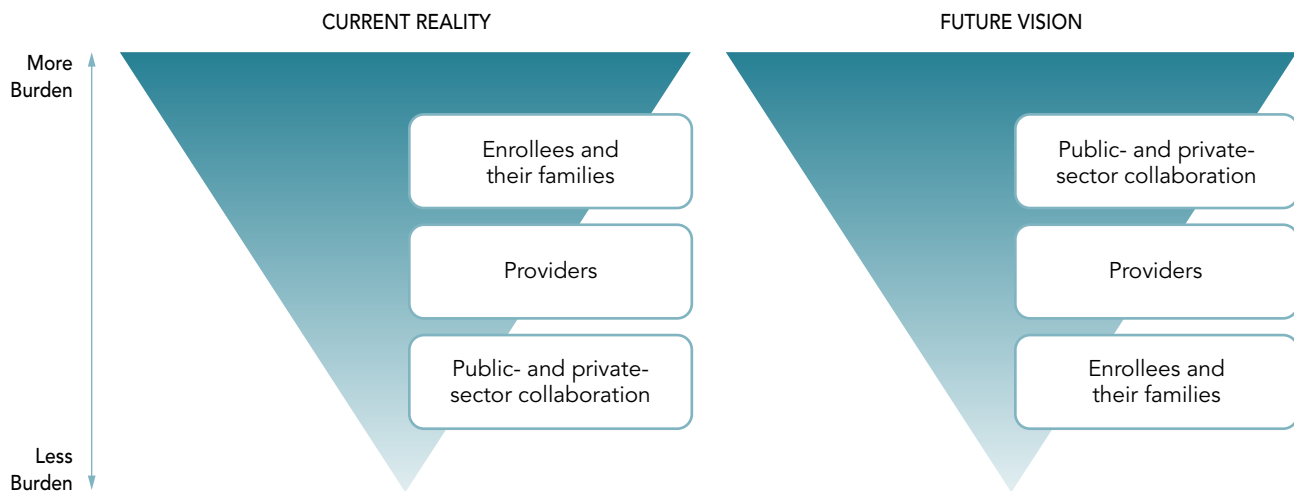 CURRENT REALITY
FUTURE VISION
More
Burden
Enrollees and
their families
Providers
Public- and private-
sector collaboration
Public- and private-
sector collaboration
Providers
Enrollees and
their families
Less
Burden